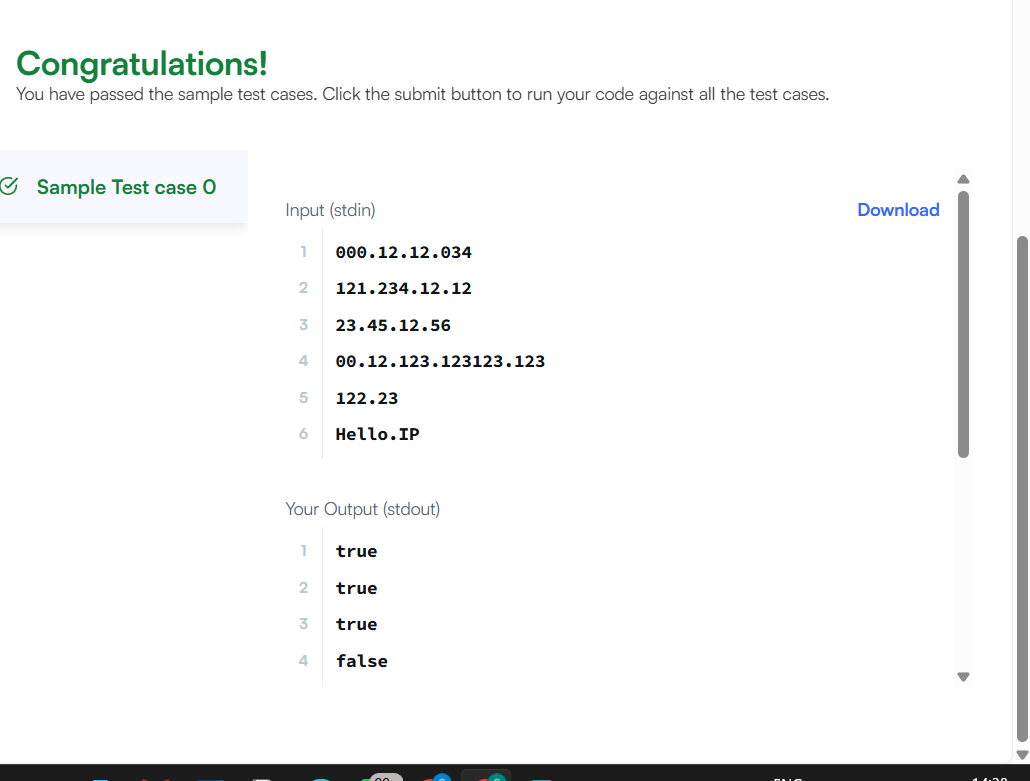 Congratulations!
You have passed the sample test cases. Click the submit button to run your code against all the test cases.
Sample Test case 0
Input (stdin)
Download
1 000.12.12.034
2 121.234.12.12
3 23.45.12.56
4 00.12.123.123123.123
5 122.23
6 Hello.IP
Your Output (stdout)
1 true
2 true
3 true
4 false